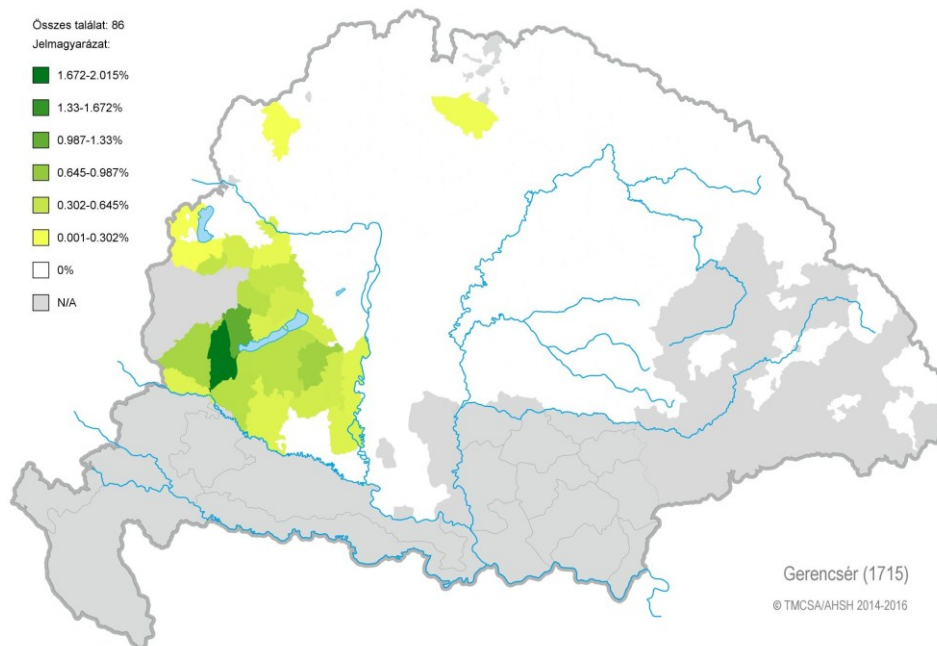 Összes találat: 86
Jelmagyarázat:
1.672-2.015%
1.33-1.672%
0.987-1.33%
0.645-0.987%
0.302-0.645%
0.001-0.302%
0%
N/A
Gerencsér (1715)
© TMCSA/AHSH 2014-2016